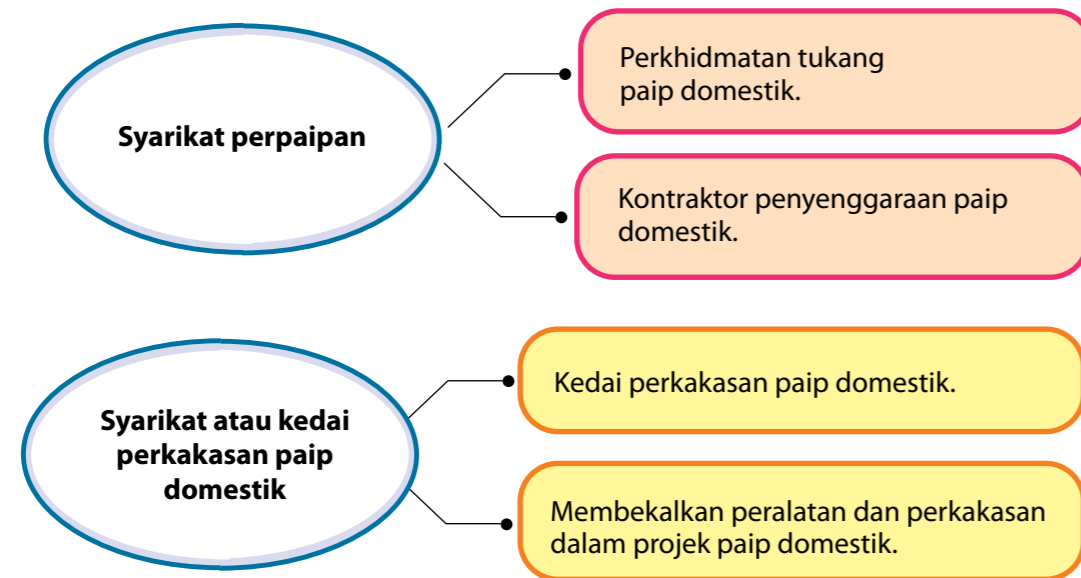 Syarikat perpaipan
Perkhidmatan tukang
paip domestik.
Kontraktor penyenggaraan paip
domestik.
Syarikat atau kedai
perkakasan paip
domestik
Kedai perkakasan paip domestik.
Membekalkan peralatan dan perkakasan
dalam projek paip domestik.